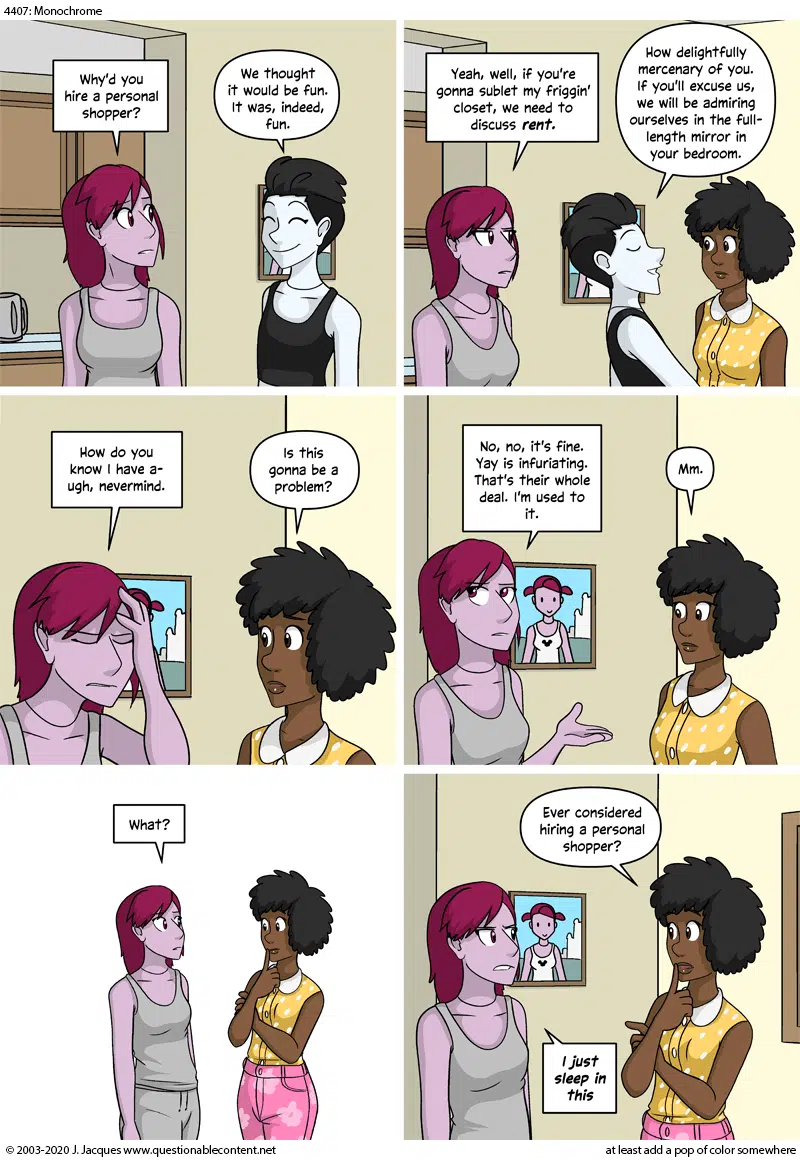 4407: Monochrome
Why'd you
hire a personal
shopper?
We thought
it would be fun.
It was, indeed,
fun.
Yeah, well, if you're
gonna sublet my friggin'
closet, we need to
discuss rent.
How delightfully
mercenary of you.
If you'll excuse us,
we will be admiring
ourselves in the full-
length mirror in
your bedroom.
How do you
know I have a-
ugh, nevermind.
Is this
gonna be a
problem?
No, no, it's fine.
Yay is infuriating.
That's their whole
deal. I'm used to
it.
Mm.
What?
Ever considered
hiring a personal
shopper?
I just
sleep in
this
© 2003-2020 J. Jacques www.questionablecontent.net
at least add a pop of color somewhere